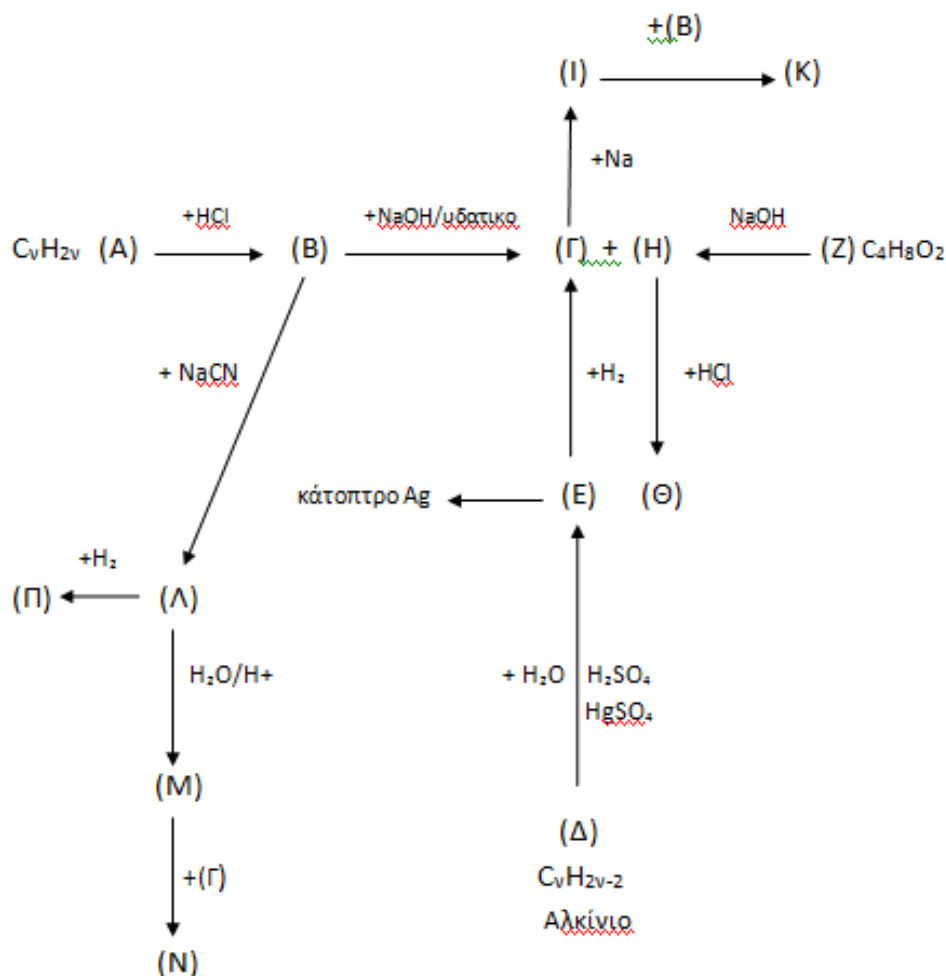 +(Β)
(Ι) (Κ)
+Na
+HCl +NaOH/υδατικο NaOH
CνH2ν (Α) (Β) (Γ) + (Η) (Ζ) C4H8O2
+ NaCN +H₂ +HCl
κάτοπτρο Ag (Ε) (Θ)
+H₂
(Π) (Λ)
H₂O/H+ + H₂O H₂SO₄
HgSO₄
(Μ)
(Δ)
+(Γ) CνH2ν-2
Αλκίνιο
(Ν)